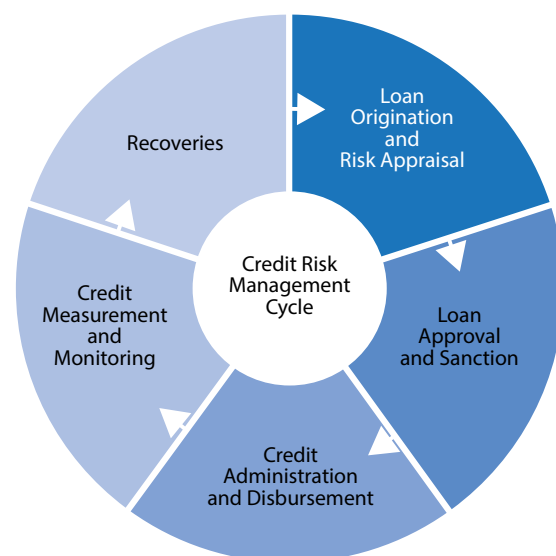 Loan
Origination
and
Risk Appraisal
Loan
Approval
and Sanction
Credit
Administration
and Disbursement
Credit
Measurement
and
Monitoring
Recoveries
Credit Risk
Management
Cycle